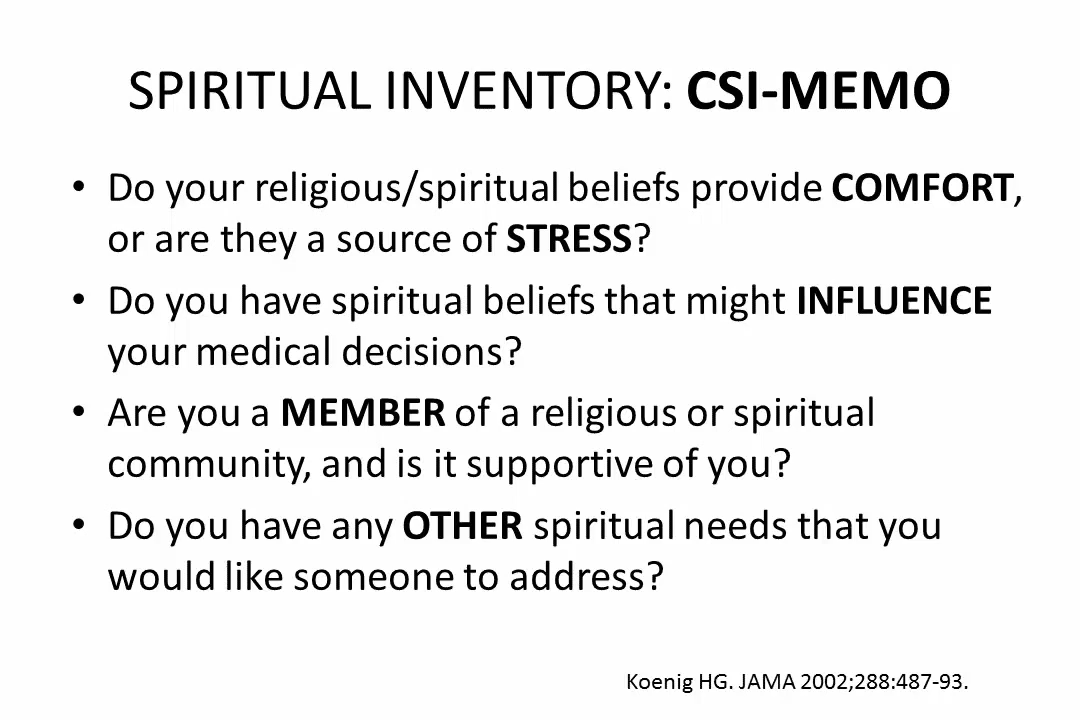 SPIRITUAL INVENTORY: CSI-MEMO
• Do your religious/spiritual beliefs provide COMFORT,
or are they a source of STRESS?
• Do you have spiritual beliefs that might INFLUENCE
your medical decisions?
• Are you a MEMBER of a religious or spiritual
community, and is it supportive of you?
• Do you have any OTHER spiritual needs that you
would like someone to address?
Koenig HG. JAMA 2002;288:487-93.